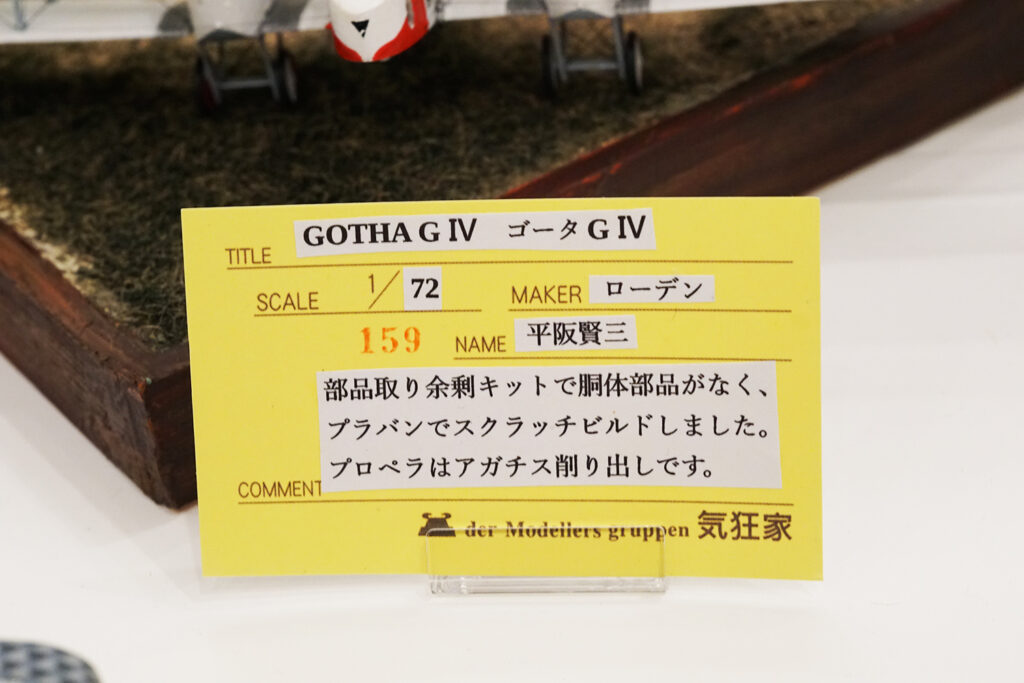 TITLE GOTHA G Ⅳ ゴータ G Ⅳ
SCALE 1/72 MAKER ローデン
159 NAME 平阪賢三
部品取り余剰キットで胴体部品がなく、
プラバンでスクラッチビルドしました。
プロペラはアガチス削り出しです。
COMMENT
der Modellers gruppen 気狂家